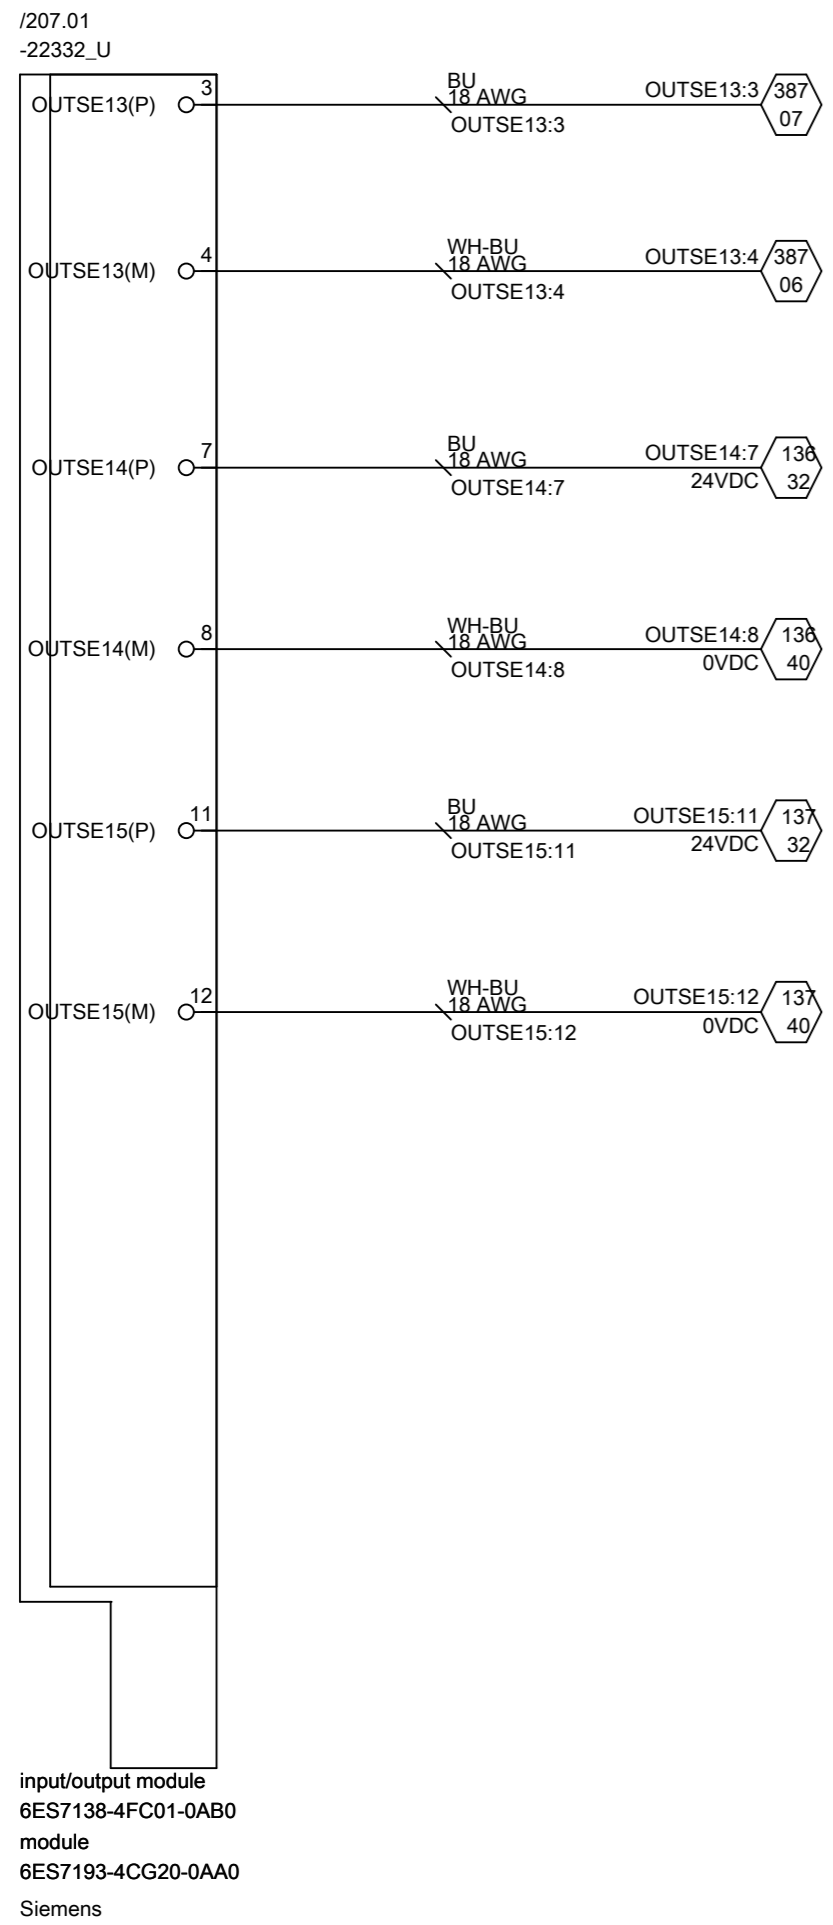 /207.01
-22332_U
OUTSE13(P) 3 BU OUTSE13:3 387
18 AWG
OUTSE13:3 07
OUTSE13(M) 4 WH-BU OUTSE13:4 387
18 AWG
OUTSE13:4 06
OUTSE14(P) 7 BU OUTSE14:7 136
18 AWG
OUTSE14:7 24VDC 32
OUTSE14(M) 8 WH-BU OUTSE14:8 136
18 AWG
OUTSE14:8 0VDC 40
OUTSE15(P) 11 BU OUTSE15:11 137
18 AWG
OUTSE15:11 24VDC 32
OUTSE15(M) 12 WH-BU OUTSE15:12 137
18 AWG
OUTSE15:12 0VDC 40
input/output module
6ES7138-4FC01-0AB0
module
6ES7193-4CG20-0AA0
Siemens